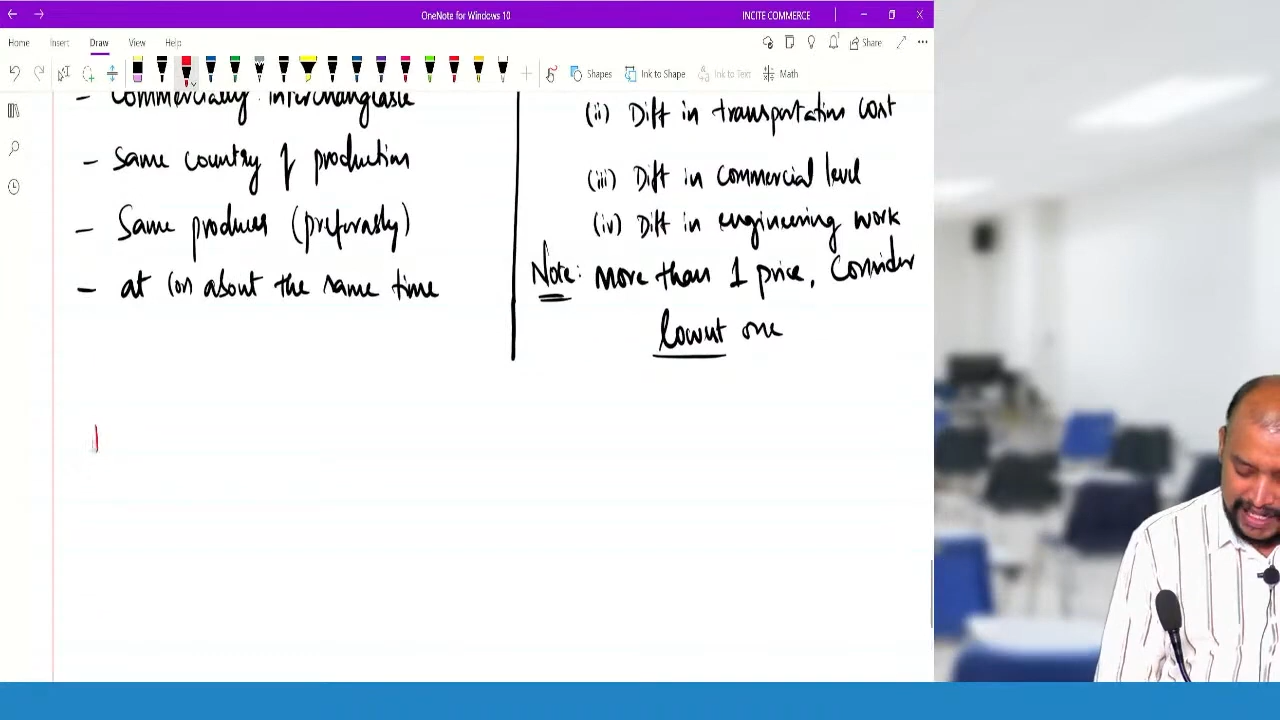 OneNote for Windows 10
INCITE COMMERCE
Home Insert Draw View Help
Share
Shapes Ink to Shape Ink to Text Math
- Commercially interchangeable
- Same country of production
- Same produces (preforasly)
- at (or about the same time
(ii) Diff in transportation cost
(iii) Diff in commercial level
(iv) Diff in engineering work
Note: More than 1 price, Consider
lowest one